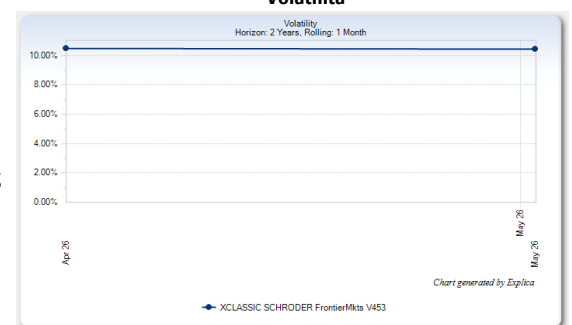 Volatility
Horizon: 2 Years, Rolling: 1 Month
10.00%
8.00%
6.00%
4.00%
2.00%
0.00%
Apr 26
May 26
May 26
Chart generated by Explica
XCLASSIC SCHRODER FrontierMkts V453